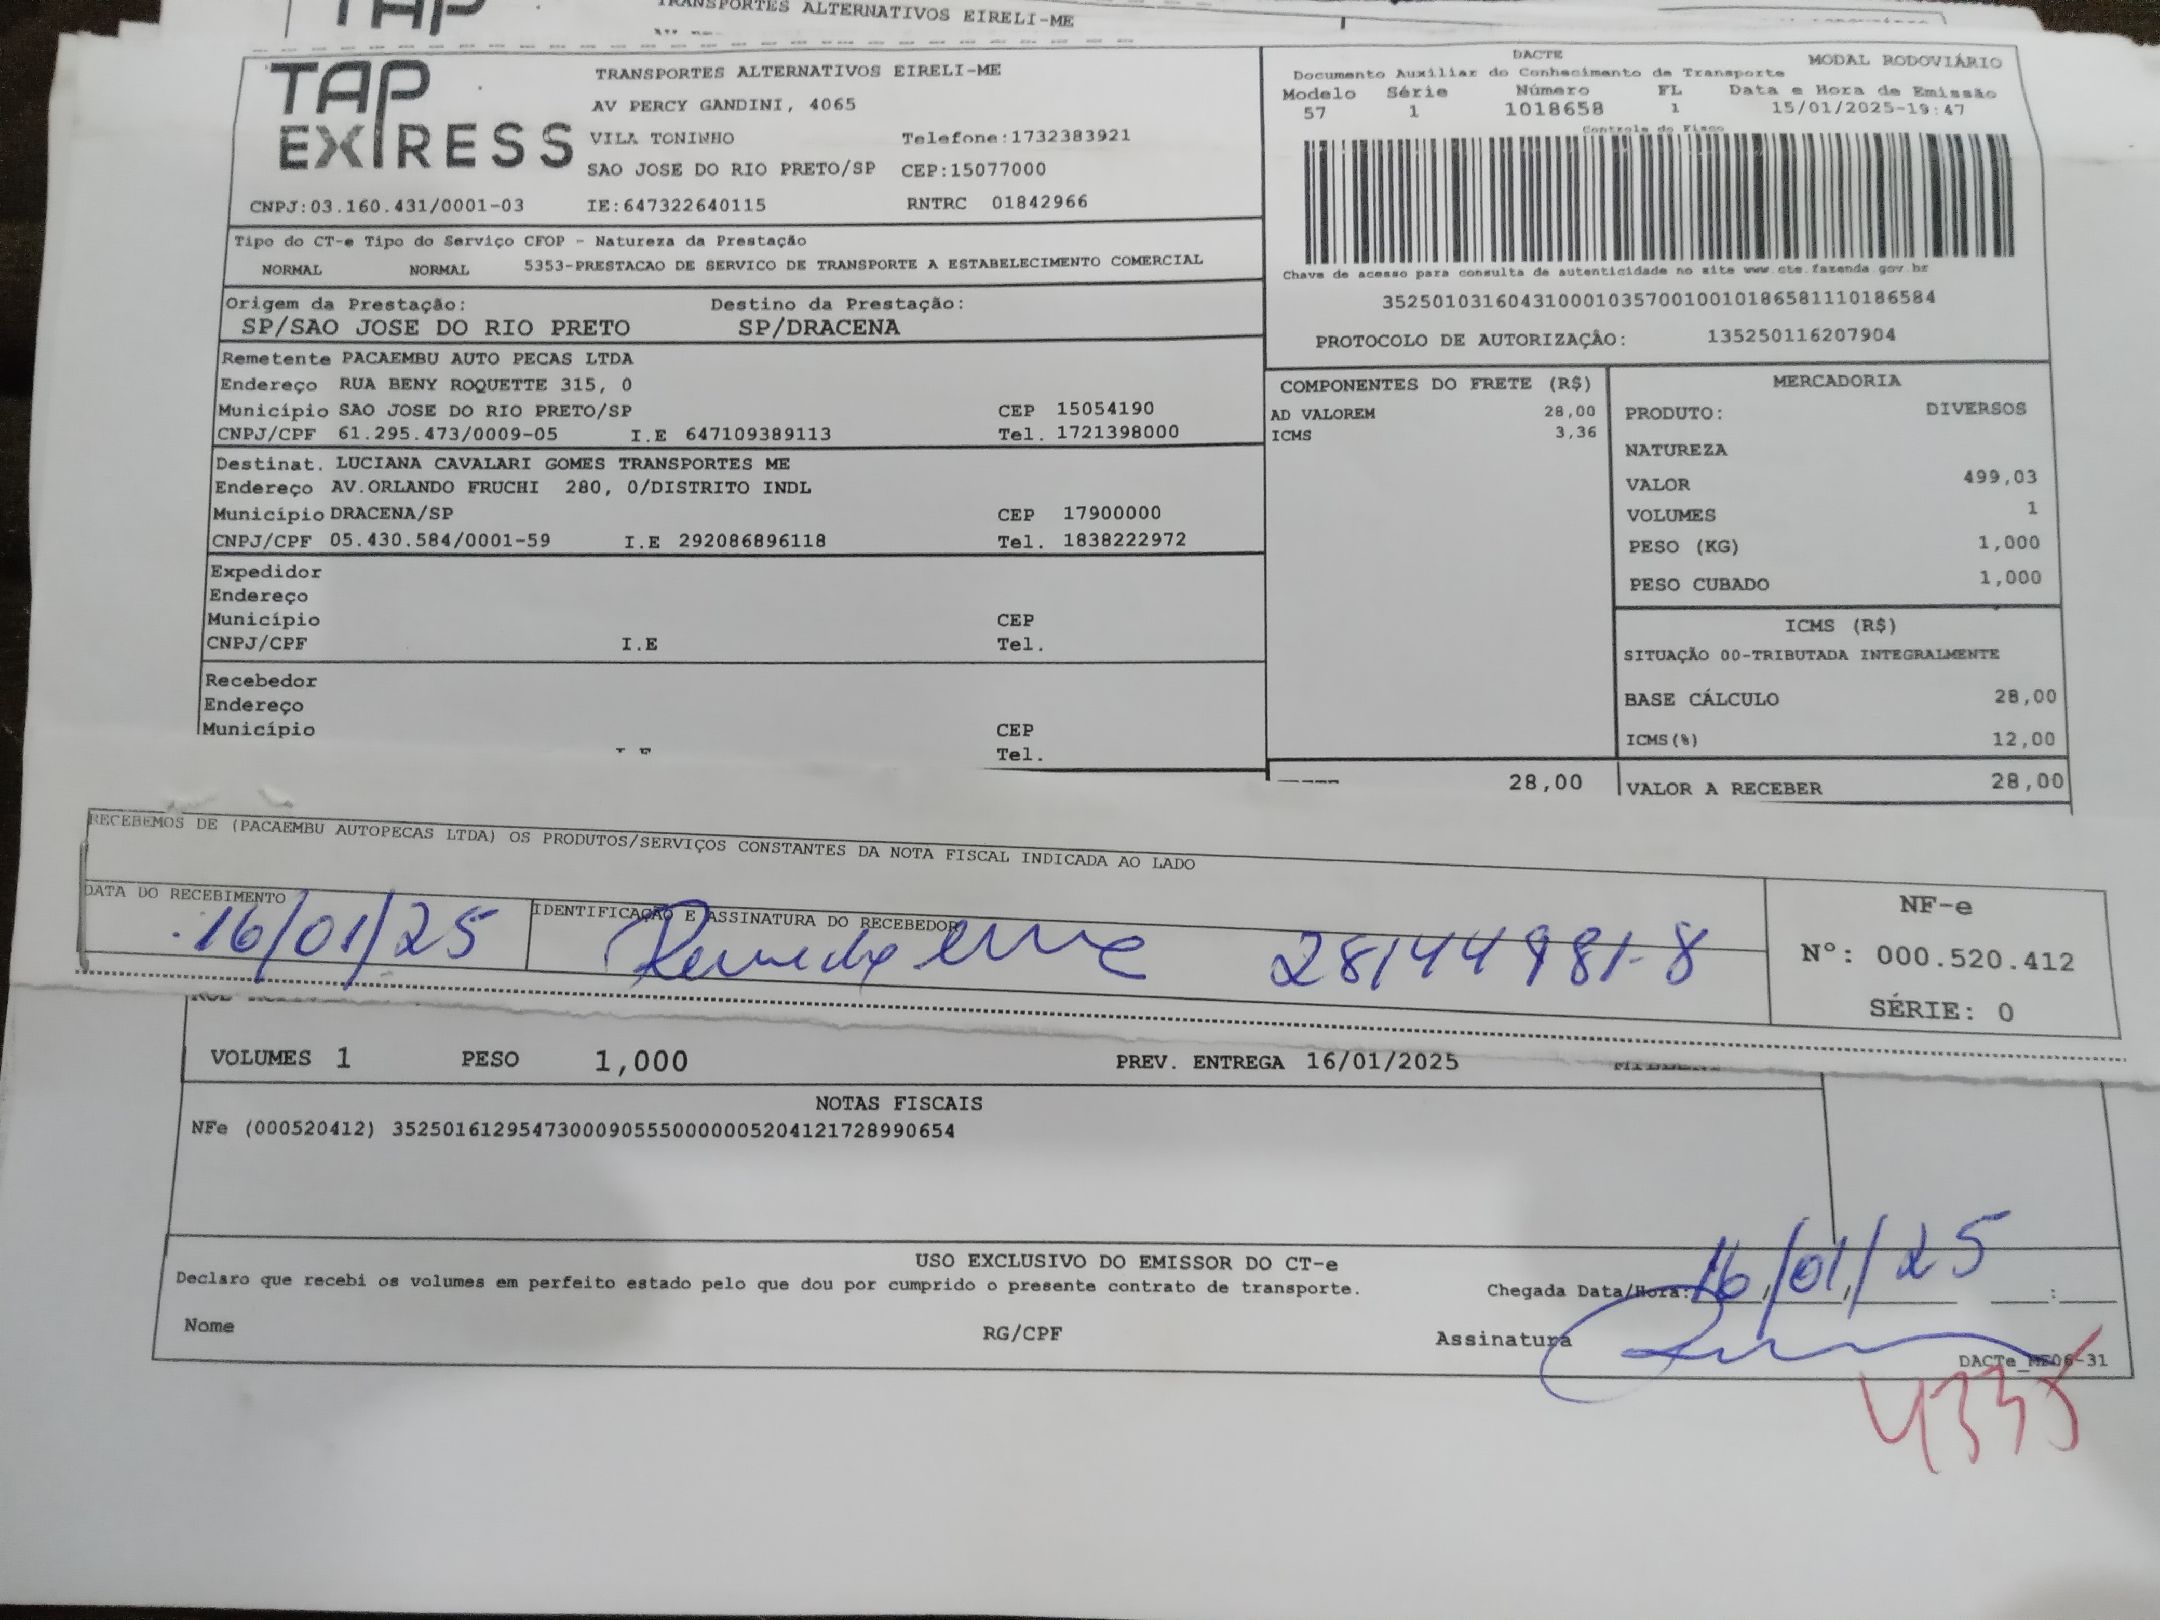 TAP
TRANSPORTES ALTERNATIVOS EIRELI-ME
TAP EXPRESS
TRANSPORTES ALTERNATIVOS EIRELI-ME
AV PERCY GANDINI, 4065
VILA TONINHO Telefone:1732383921
SAO JOSE DO RIO PRETO/SP CEP:15077000
CNPJ:03.160.431/0001-03 IE:647322640115 RNTRC 01842966
DACTE MODAL RODOVIÁRIO
Documento Auxiliar do Conhecimento de Transporte
Modelo Série Número FL Data e Hora de Emissão
57 1 1018658 1 15/01/2025-19:47
Controle do Fisco
Chave de acesso para consulta de autenticidade no site www.cte.fazenda.gov.br
35250103160431000103570010010186581110186584
PROTOCOLO DE AUTORIZAÇÂO: 135250116207904
Tipo do CT-e Tipo do Serviço CFOP - Natureza da Prestação
NORMAL NORMAL 5353-PRESTACAO DE SERVICO DE TRANSPORTE A ESTABELECIMENTO COMERCIAL
Origem da Prestação: Destino da Prestação:
SP/SAO JOSE DO RIO PRETO SP/DRACENA
Remetente PACAEMBU AUTO PECAS LTDA
Endereço RUA BENY ROQUETTE 315, 0
Município SAO JOSE DO RIO PRETO/SP CEP 15054190
CNPJ/CPF 61.295.473/0009-05 I.E 647109389113 Tel. 1721398000
Destinat. LUCIANA CAVALARI GOMES TRANSPORTES ME
Endereço AV.ORLANDO FRUCHI 280, 0/DISTRITO INDL
Município DRACENA/SP CEP 17900000
CNPJ/CPF 05.430.584/0001-59 I.E 292086896118 Tel. 1838222972
Expedidor
Endereço
Município CEP
CNPJ/CPF I.E Tel.
Recebedor
Endereço
Município CEP
Tel.
COMPONENTES DO FRETE (R$)
AD VALOREM 28,00
ICMS 3,36
28,00
MERCADORIA
PRODUTO: DIVERSOS
NATUREZA
VALOR 499,03
VOLUMES 1
PESO (KG) 1,000
PESO CUBADO 1,000
ICMS (R$)
SITUAÇÃO 00-TRIBUTADA INTEGRALMENTE
BASE CÁLCULO 28,00
ICMS(%) 12,00
VALOR A RECEBER 28,00
RECEBEMOS DE (PACAEMBU AUTOPECAS LTDA) OS PRODUTOS/SERVIÇOS CONSTANTES DA NOTA FISCAL INDICADA AO LADO
DATA DO RECEBIMENTO IDENTIFICAÇÃO E ASSINATURA DO RECEBEDOR
16/01/25 28144981-8
NF-e
Nº: 000.520.412
SÉRIE: 0
VOLUMES 1 PESO 1,000 PREV. ENTREGA 16/01/2025
NOTAS FISCAIS
NFe (000520412) 35250161295473000905550000005204121728990654
USO EXCLUSIVO DO EMISSOR DO CT-e
Declaro que recebi os volumes em perfeito estado pelo que dou por cumprido o presente contrato de transporte.
Chegada Data/Hora: 16/01/25
Nome RG/CPF Assinatura